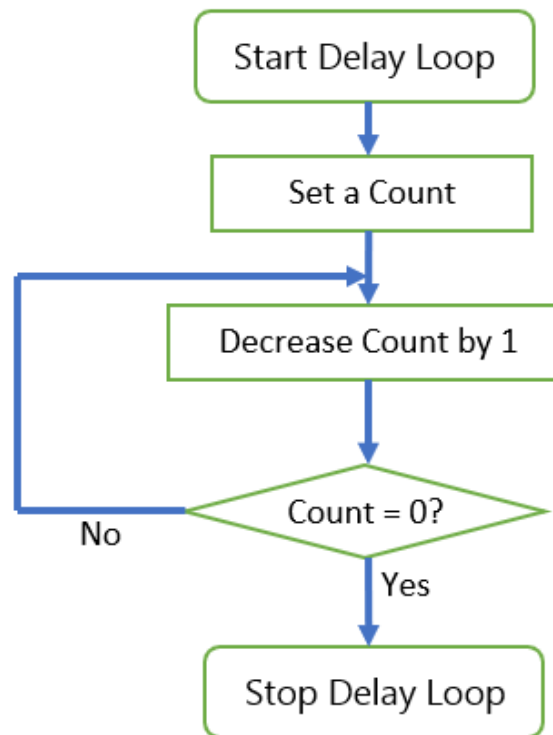 Start Delay Loop
Set a Count
Decrease Count by 1
Count = 0?
No
Yes
Stop Delay Loop